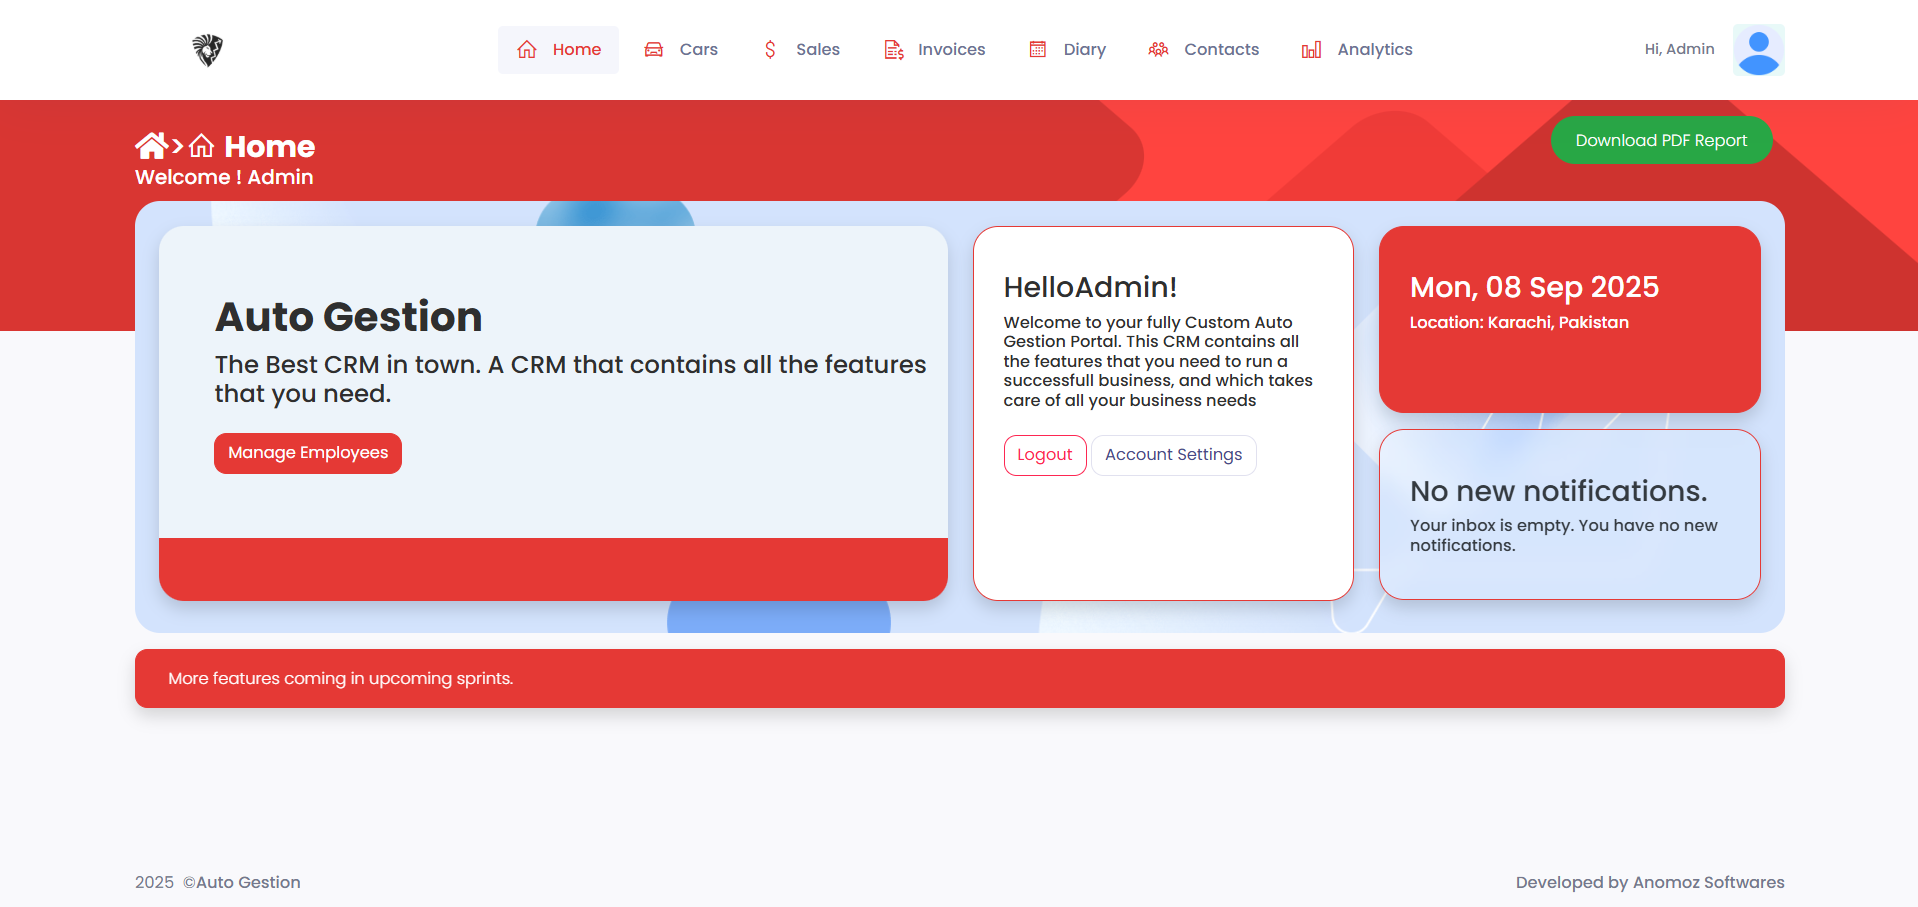 Home
Cars
Sales
Invoices
Diary
Contacts
Analytics
Hi, Admin
> Home
Welcome ! Admin
Download PDF Report
Auto Gestion
The Best CRM in town. A CRM that contains all the features
that you need.
Manage Employees
HelloAdmin!
Welcome to your fully Custom Auto
Gestion Portal. This CRM contains all
the features that you need to run a
successfull business, and which takes
care of all your business needs
Logout
Account Settings
Mon, 08 Sep 2025
Location: Karachi, Pakistan
No new notifications.
Your inbox is empty. You have no new
notifications.
More features coming in upcoming sprints.
2025 ©Auto Gestion
Developed by Anomoz Softwares